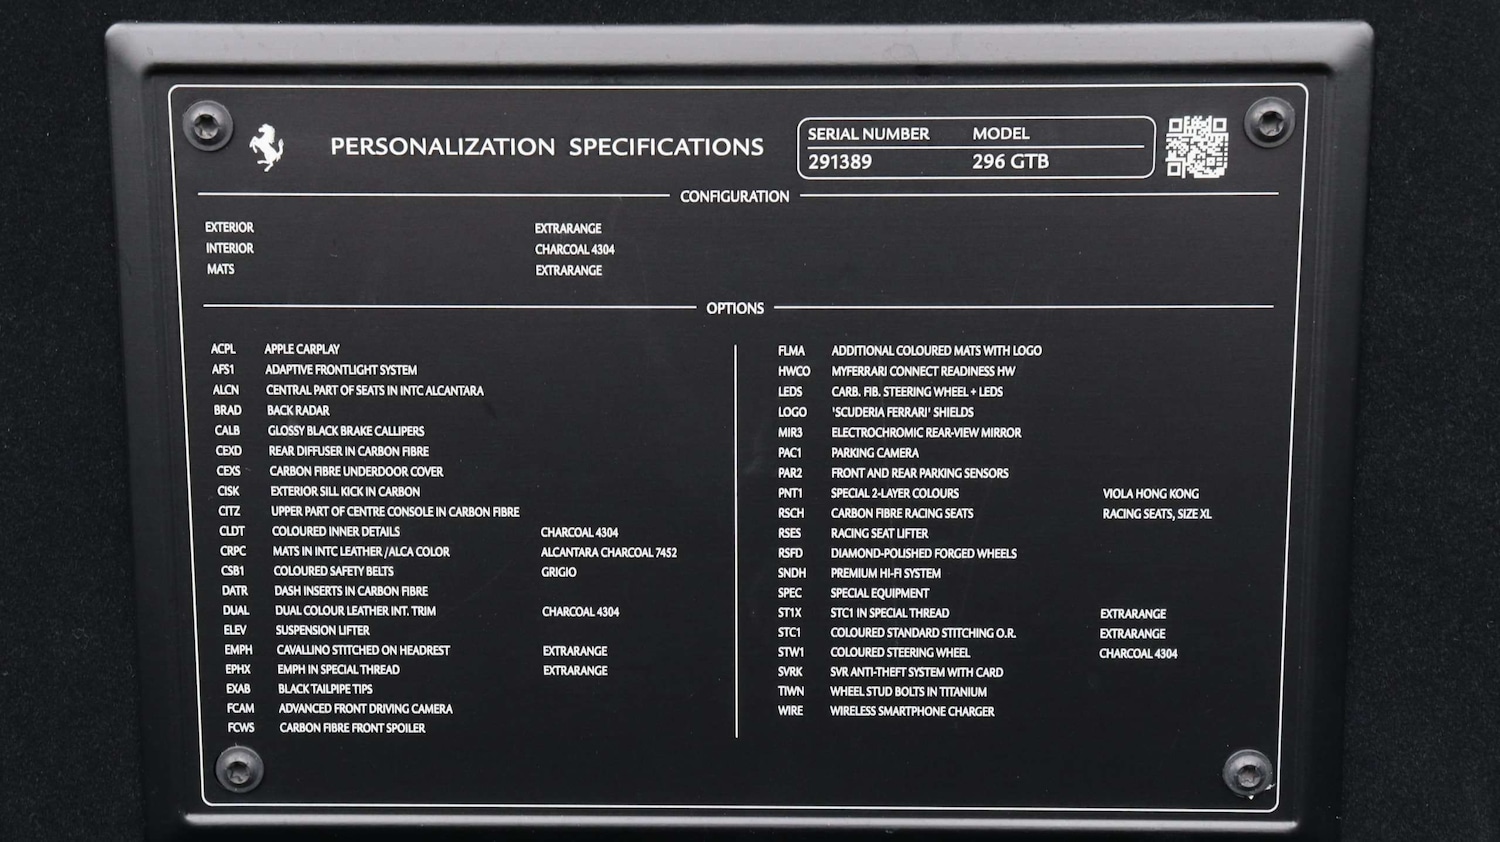 PERSONALIZATION SPECIFICATIONS
SERIAL NUMBER MODEL
291389 296 GTB
CONFIGURATION
EXTERIOR EXTRARANGE
INTERIOR CHARCOAL 4304
MATS EXTRARANGE
OPTIONS
ACPL APPLE CARPLAY
AFS1 ADAPTIVE FRONTLIGHT SYSTEM
ALCN CENTRAL PART OF SEATS IN INTC ALCANTARA
BRAD BACK RADAR
CALB GLOSSY BLACK BRAKE CALLIPERS
CEXD REAR DIFFUSER IN CARBON FIBRE
CEXS CARBON FIBRE UNDERDOOR COVER
CISK EXTERIOR SILL KICK IN CARBON
CITZ UPPER PART OF CENTRE CONSOLE IN CARBON FIBRE
CLDT COLOURED INNER DETAILS CHARCOAL 4304
CRPC MATS IN INTC LEATHER /ALCA COLOR ALCANTARA CHARCOAL 7452
CSB1 COLOURED SAFETY BELTS GRIGIO
DATR DASH INSERTS IN CARBON FIBRE
DUAL DUAL COLOUR LEATHER INT. TRIM CHARCOAL 4304
ELEV SUSPENSION LIFTER
EMPH CAVALLINO STITCHED ON HEADREST EXTRARANGE
EPHX EMPH IN SPECIAL THREAD EXTRARANGE
EXAB BLACK TAILPIPE TIPS
FCAM ADVANCED FRONT DRIVING CAMERA
FCWS CARBON FIBRE FRONT SPOILER
FLMA ADDITIONAL COLOURED MATS WITH LOGO
HWCO MYFERRARI CONNECT READINESS HW
LEDS CARB. FIB. STEERING WHEEL + LEDS
LOGO 'SCUDERIA FERRARI' SHIELDS
MIR3 ELECTROCHROMIC REAR-VIEW MIRROR
PAC1 PARKING CAMERA
PAR2 FRONT AND REAR PARKING SENSORS
PNT1 SPECIAL 2-LAYER COLOURS VIOLA HONG KONG
RSCH CARBON FIBRE RACING SEATS RACING SEATS, SIZE XL
RSES RACING SEAT LIFTER
RSFD DIAMOND-POLISHED FORGED WHEELS
SNDH PREMIUM HI-FI SYSTEM
SPEC SPECIAL EQUIPMENT
ST1X STC1 IN SPECIAL THREAD EXTRARANGE
STC1 COLOURED STANDARD STITCHING O.R. EXTRARANGE
STW1 COLOURED STEERING WHEEL CHARCOAL 4304
SVRK SVR ANTI-THEFT SYSTEM WITH CARD
TIWN WHEEL STUD BOLTS IN TITANIUM
WIRE WIRELESS SMARTPHONE CHARGER